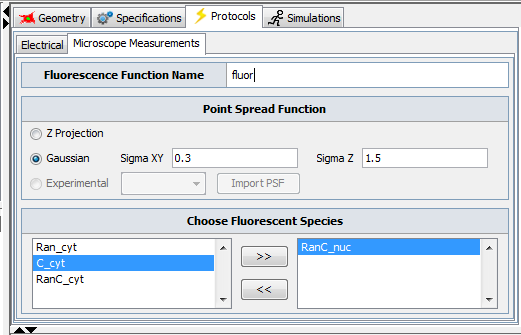 Geometry Specifications Protocols Simulations
Electrical Microscope Measurements
Fluorescence Function Name fluor
Point Spread Function
Z Projection
Gaussian Sigma XY 0.3 Sigma Z 1.5
Experimental Import PSF
Choose Fluorescent Species
Ran_cyt RanC_nuc
C_cyt >>
RanC_cyt
<<